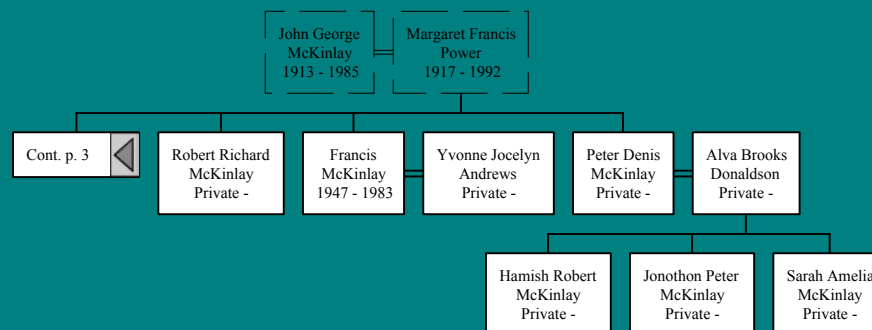 John George
McKinlay
1913 - 1985
Margaret Francis
Power
1917 - 1992
Cont. p. 3
Robert Richard
McKinlay
Private -
Francis
McKinlay
1947 - 1983
Yvonne Jocelyn
Andrews
Private -
Peter Denis
McKinlay
Private -
Alva Brooks
Donaldson
Private -
Hamish Robert
McKinlay
Private -
Jonothon Peter
McKinlay
Private -
Sarah Amelia
McKinlay
Private -